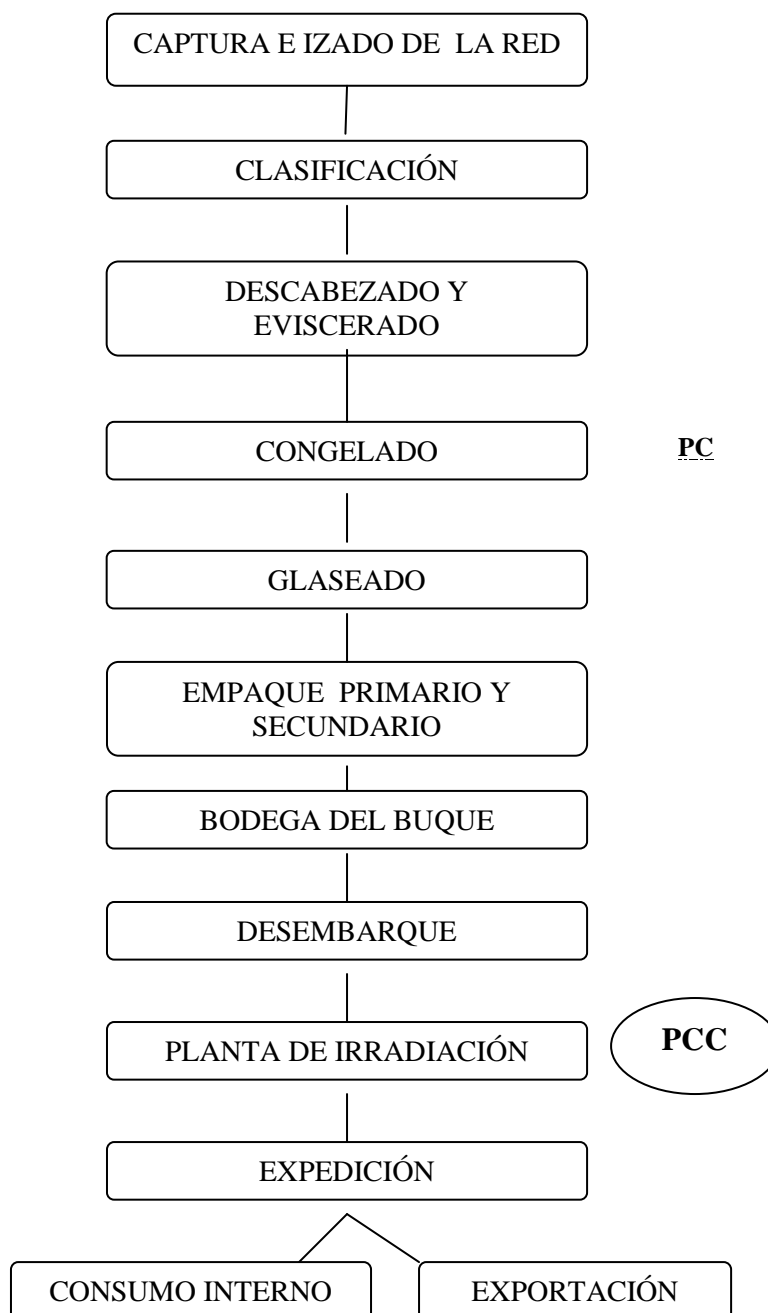 CAPTURA E IZADO DE LA RED
CLASIFICACIÓN
DESCABEZADO Y
EVISCERADO
CONGELADO
PC
GLASEADO
EMPAQUE PRIMARIO Y
SECUNDARIO
BODEGA DEL BUQUE
DESEMBARQUE
PLANTA DE IRRADIACIÓN
PCC
EXPEDICIÓN
CONSUMO INTERNO
EXPORTACIÓN